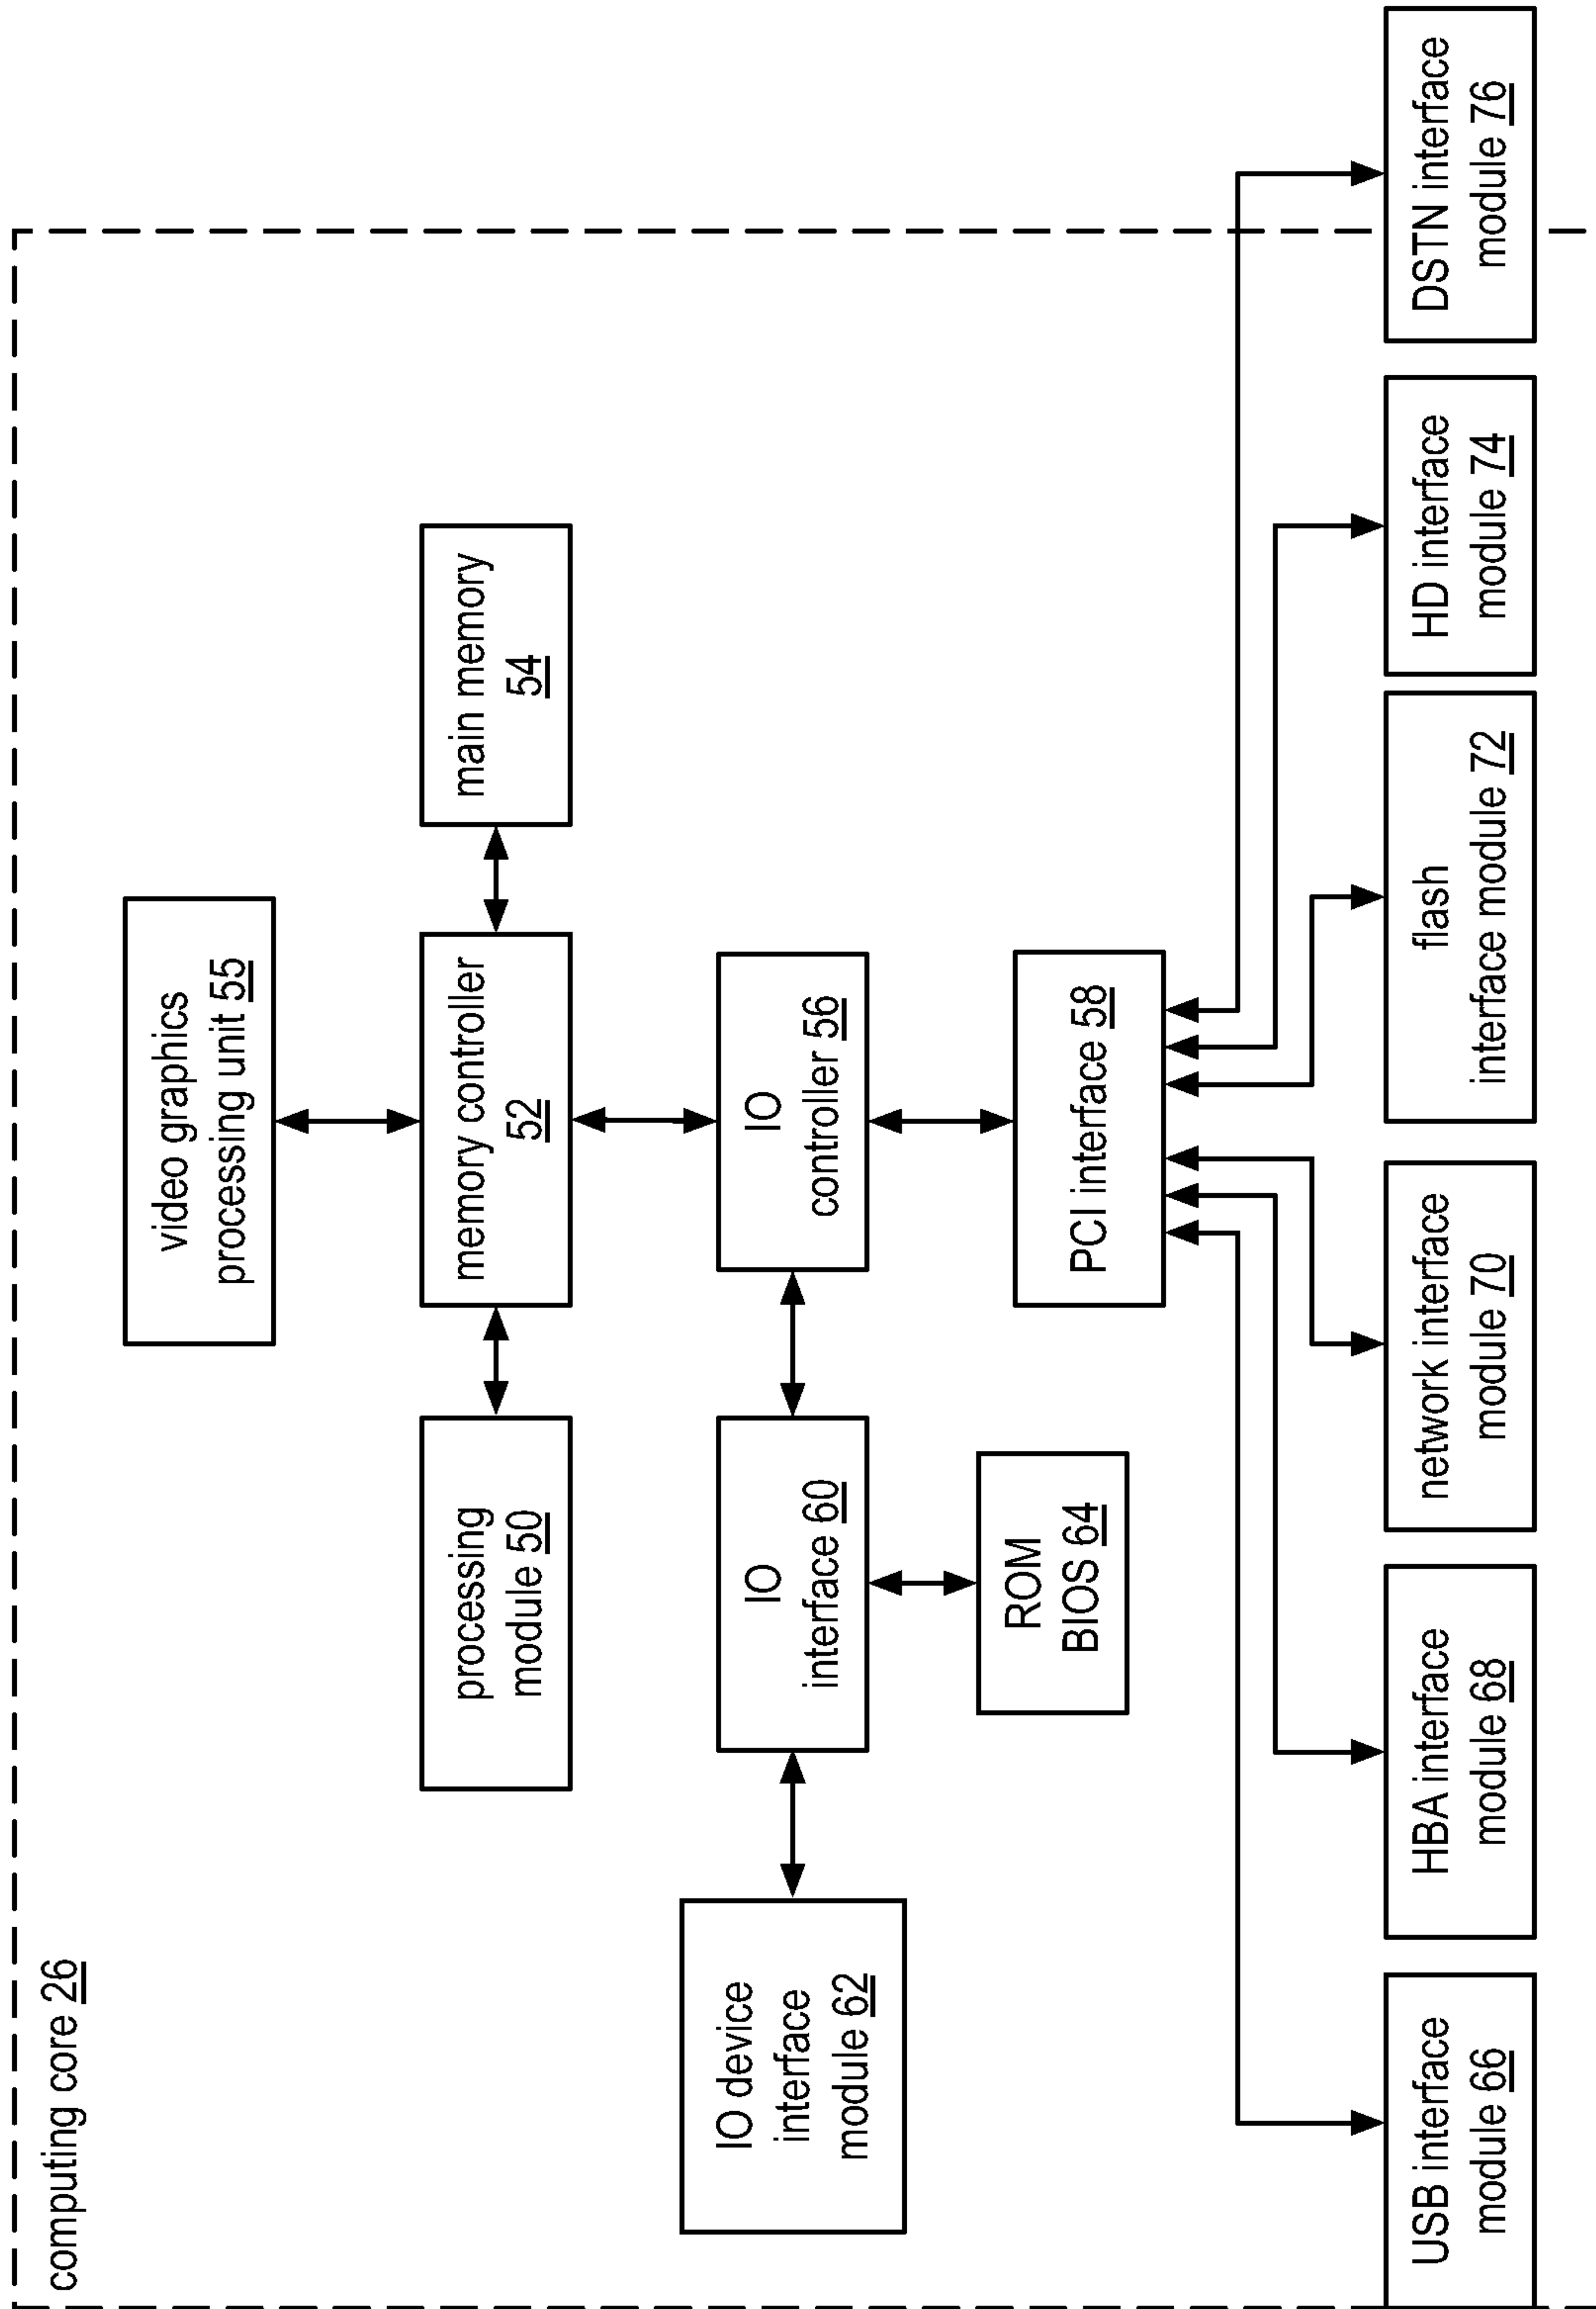 computing core 26
video graphics
processing unit 55
processing
module 50
memory controller
52
main memory
54
IO device
interface
module 62
IO
interface 60
IO
controller 56
ROM
BIOS 64
PCI interface 58
USB interface
module 66
HBA interface
module 68
network interface
module 70
flash
interface module 72
HD interface
module 74
DSTN interface
module 76